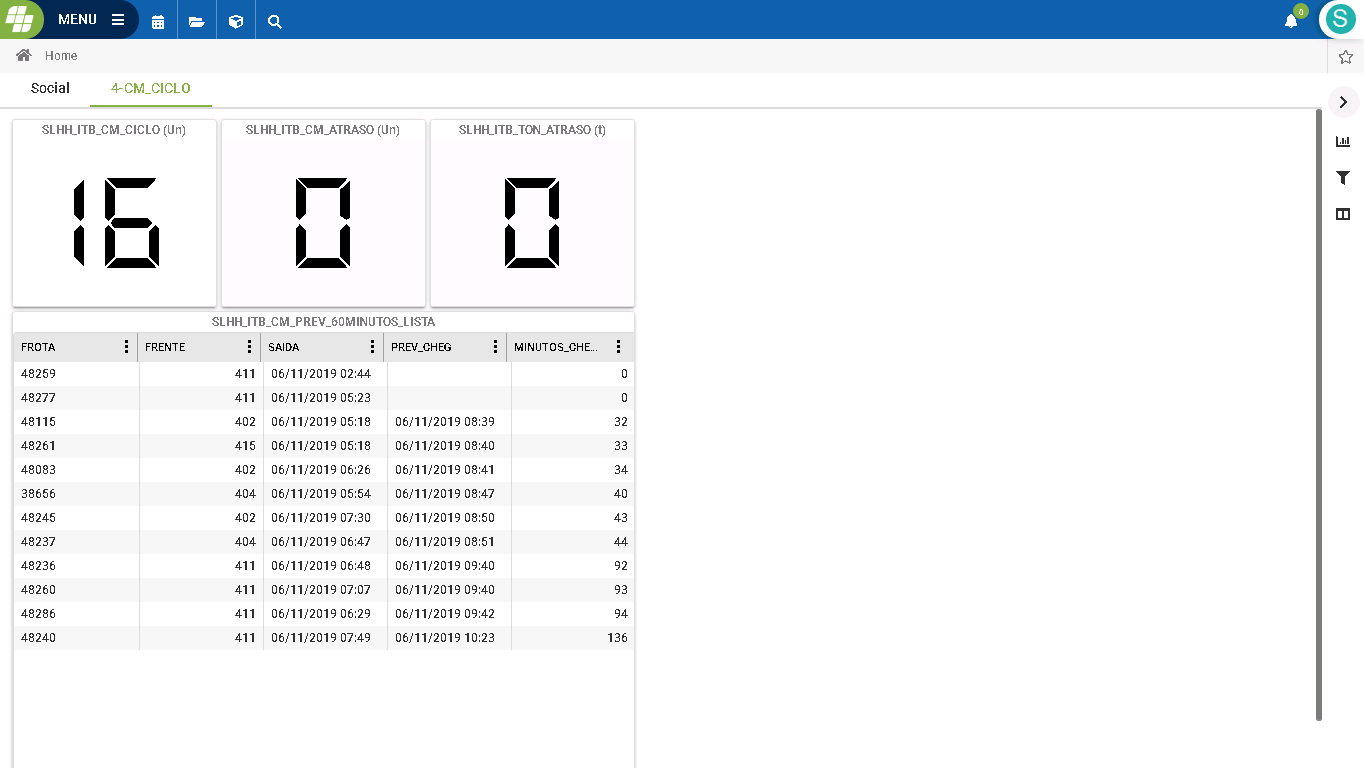 MENU
0
S
Home
Social 4-CM_CICLO
SLHH_ITB_CM_CICLO (Un) SLHH_ITB_CM_ATRASO (Un) SLHH_ITB_TON_ATRASO (t)
16 0 0
SLHH_ITB_CM_PREV_60MINUTOS_LISTA
FROTA FRENTE SAIDA PREV_CHEG MINUTOS_CHE...
48259 411 06/11/2019 02:44 0
48277 411 06/11/2019 05:23 0
48115 402 06/11/2019 05:18 06/11/2019 08:39 32
48261 415 06/11/2019 05:18 06/11/2019 08:40 33
48083 402 06/11/2019 06:26 06/11/2019 08:41 34
38656 404 06/11/2019 05:54 06/11/2019 08:47 40
48245 402 06/11/2019 07:30 06/11/2019 08:50 43
48237 404 06/11/2019 06:47 06/11/2019 08:51 44
48236 411 06/11/2019 06:48 06/11/2019 09:40 92
48260 411 06/11/2019 07:07 06/11/2019 09:40 93
48286 411 06/11/2019 06:29 06/11/2019 09:42 94
48240 411 06/11/2019 07:49 06/11/2019 10:23 136